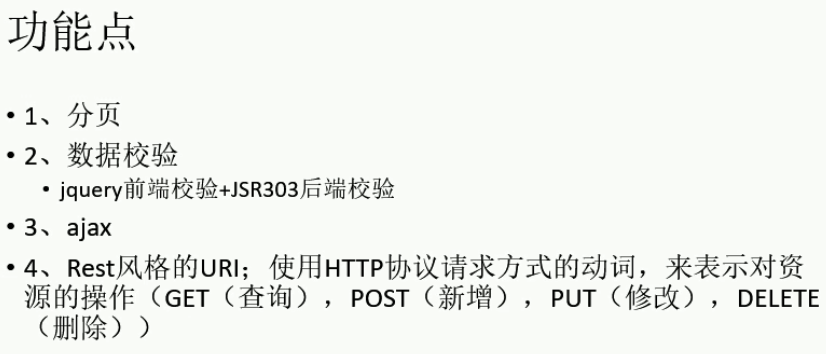 功能点
• 1、分页
• 2、数据校验
• jquery前端校验+JSR303后端校验
• 3、ajax
• 4、Rest风格的URI；使用HTTP协议请求方式的动词，来表示对资
源的操作（GET（查询），POST（新增），PUT（修改），DELETE
（删除））